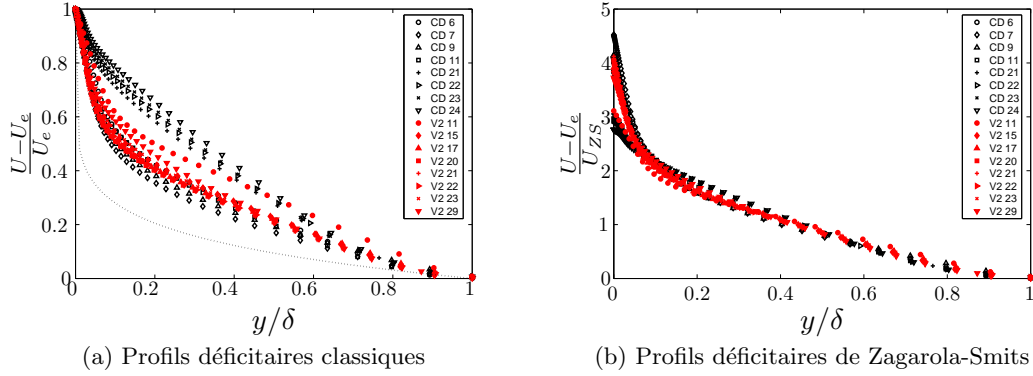 1
0.8
0.6
0.4
0.2
0
U−U_e
U_e
0 0.2 0.4 0.6 0.8 1
y/δ
CD 6
CD 7
CD 9
CD 11
CD 21
CD 22
CD 23
CD 24
V2 11
V2 15
V2 17
V2 20
V2 21
V2 22
V2 23
V2 29
(a) Profils déficitaires classiques
5
4
3
2
1
0
U−U_e
U_ZS
0 0.2 0.4 0.6 0.8 1
y/δ
CD 6
CD 7
CD 9
CD 11
CD 21
CD 22
CD 23
CD 24
V2 11
V2 15
V2 17
V2 20
V2 21
V2 22
V2 23
V2 29
(b) Profils déficitaires de Zagarola-Smits